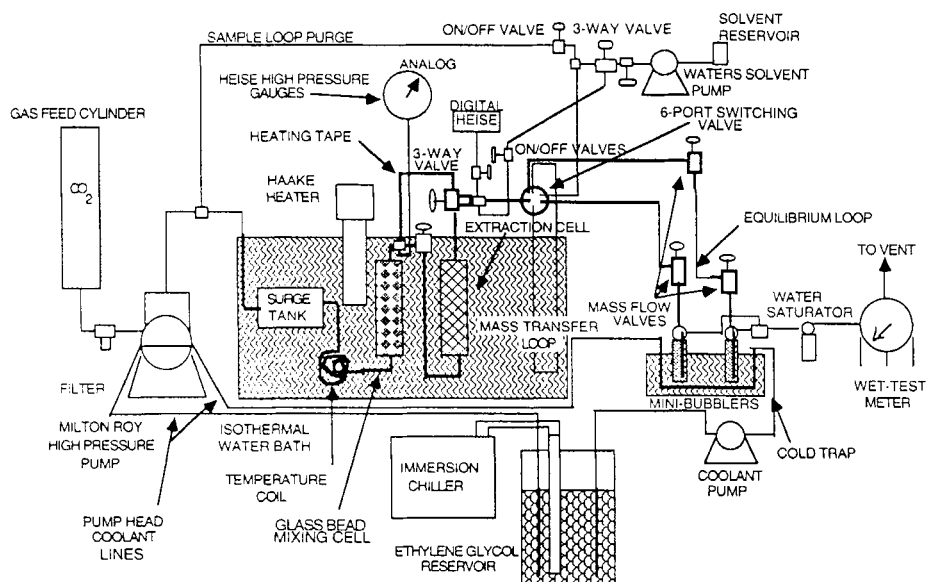 SOLVENT
RESERVOIR
3-WAY VALVE
ON/OFF VALVE
SAMPLE LOOP PURGE
ANALOG
WATERS SOLVENT
PUMP
HEISE HIGH PRESSURE
GAUGES
DIGITAL
HEISE
6-PORT SWITCHING
VALVE
GAS FEED CYLINDER
HEATING TAPE
ON/OFF VALVES
3-WAY
VALVE
CO2
HAAKE
HEATER
EQUILIBRIUM LOOP
EXTRACTION CELL
TO VENT
SURGE
TANK
MASS FLOW
VALVES
WATER
SATURATOR
MASS TRANSFER
LOOP
FILTER
MINI-BUBBLERS
WET-TEST
METER
MILTON ROY
HIGH PRESSURE
PUMP
ISOTHERMAL
WATER BATH
COLD TRAP
TEMPERATURE
COIL
IMMERSION
CHILLER
COOLANT
PUMP
PUMP HEAD
COOLANT
LINES
GLASS BEAD
MIXING CELL
ETHYLENE GLYCOL
RESERVOIR